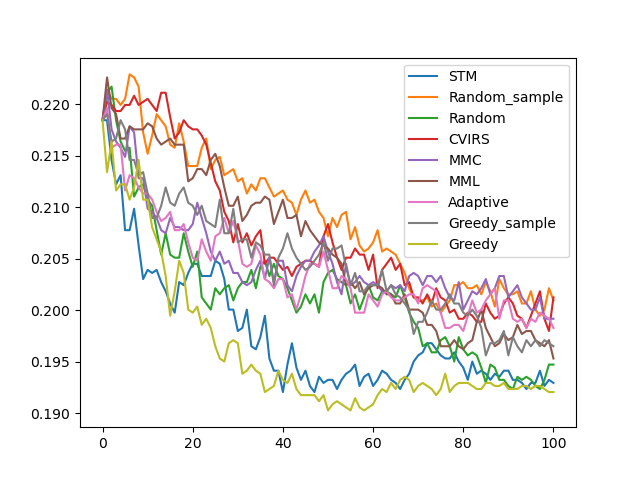 0.220
0.215
0.210
0.205
0.200
0.195
0.190
0 20 40 60 80 100
STM
Random_sample
Random
CVIRS
MMC
MML
Adaptive
Greedy_sample
Greedy